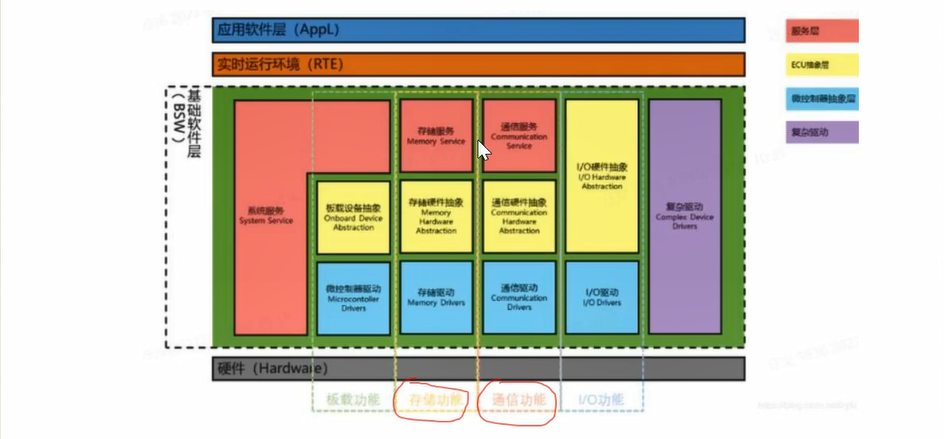 应用软件层（AppL）
实时运行环境（RTE）
基础软件层
（BSW）
系统服务
System Service
存储服务
Memory Service
通信服务
Communication
Service
I/O硬件抽象
I/O Hardware
Abstraction
复杂驱动
Complex Device
Drivers
板载设备抽象
Onboard Device
Abstraction
存储硬件抽象
Memory
Hardware
Abstraction
通信硬件抽象
Communication
Hardware
Abstraction
微控制器驱动
Microcontoller
Drivers
存储驱动
Memory Drivers
通信驱动
Communication
Drivers
I/O驱动
I/O Drivers
硬件（Hardware）
板载功能
存储功能
通信功能
I/O功能
服务层
ECU抽象层
微控制器抽象层
复杂驱动